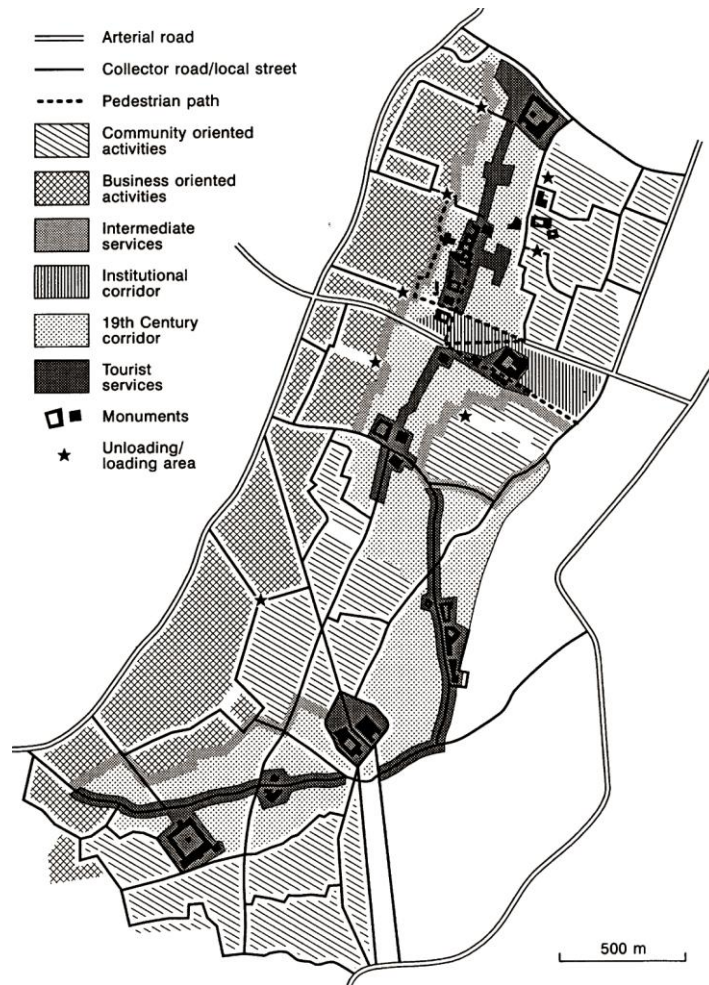 Arterial road
Collector road/local street
Pedestrian path
Community oriented
activities
Business oriented
activities
Intermediate
services
Institutional
corridor
19th Century
corridor
Tourist
services
Monuments
Unloading/
loading area
500 m